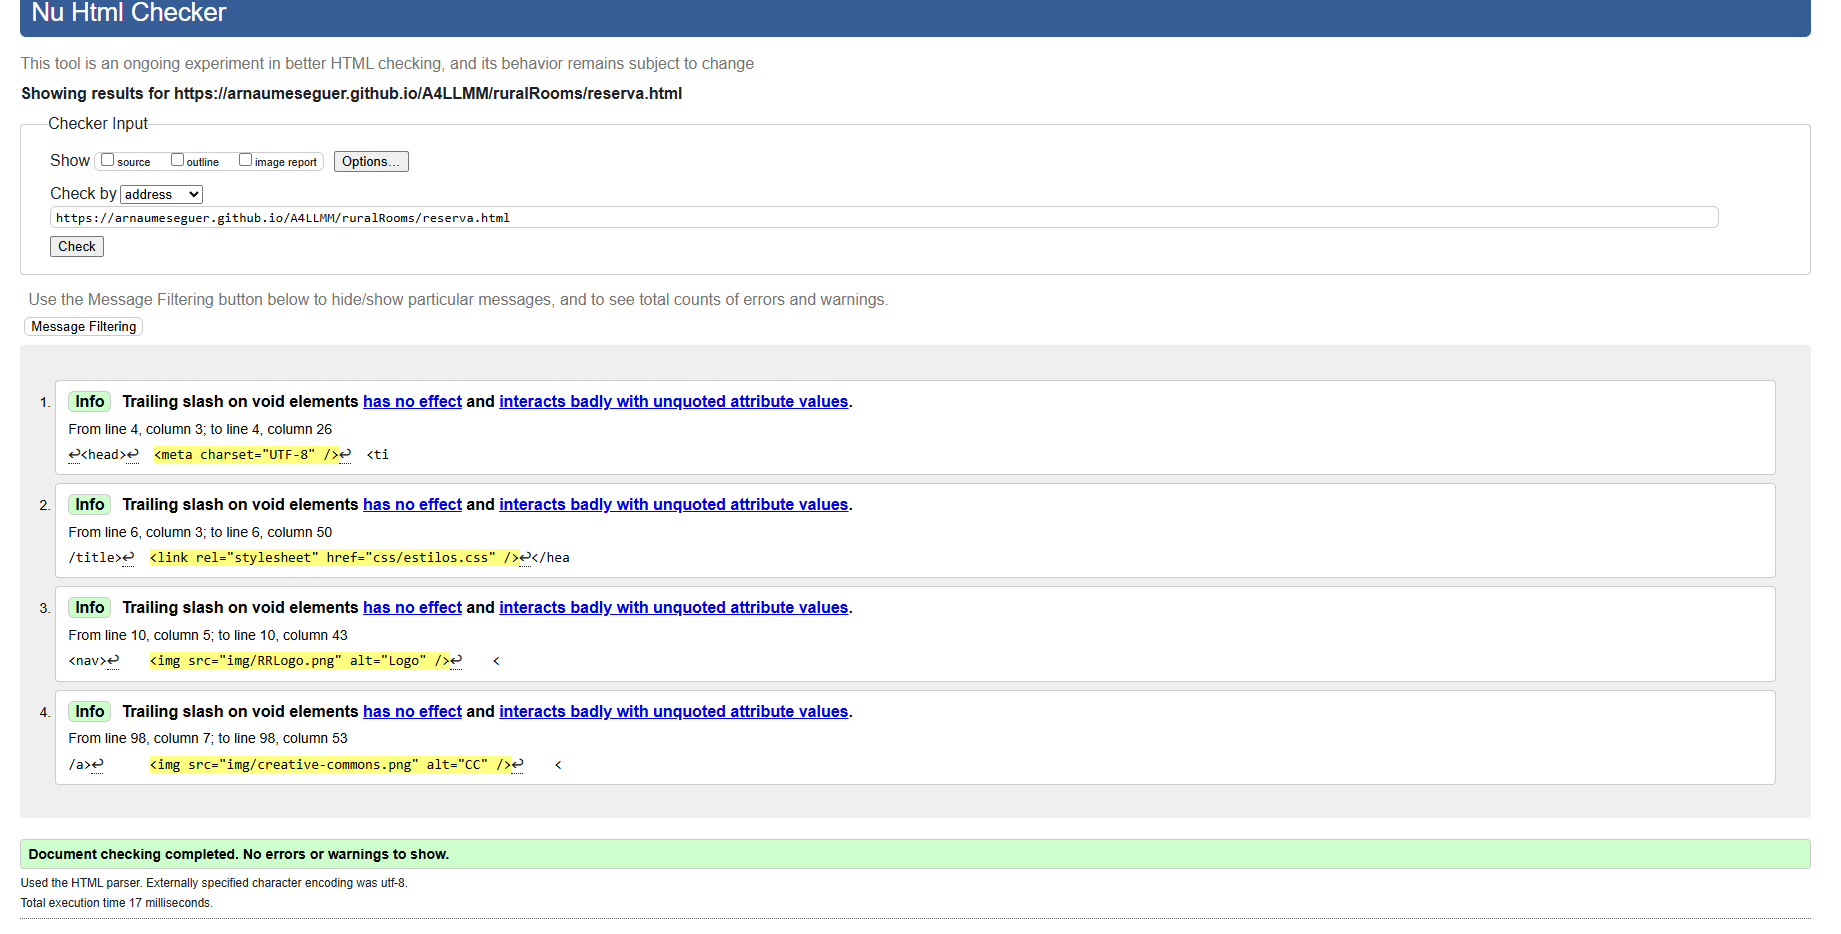 Nu Html Checker
This tool is an ongoing experiment in better HTML checking, and its behavior remains subject to change
Showing results for https://arnaumeseguer.github.io/A4LLMM/ruralRooms/reserva.html
Checker Input
Show source outline image report Options...
Check by address
https://arnaumeseguer.github.io/A4LLMM/ruralRooms/reserva.html
Check
Use the Message Filtering button below to hide/show particular messages, and to see total counts of errors and warnings.
Message Filtering
1. Info Trailing slash on void elements has no effect and interacts badly with unquoted attribute values.
From line 4, column 3; to line 4, column 26
↩<head>↩ <meta charset="UTF-8" />↩ <ti
2. Info Trailing slash on void elements has no effect and interacts badly with unquoted attribute values.
From line 6, column 3; to line 6, column 50
/title>↩ <link rel="stylesheet" href="css/estilos.css" />↩</hea
3. Info Trailing slash on void elements has no effect and interacts badly with unquoted attribute values.
From line 10, column 5; to line 10, column 43
<nav>↩ <img src="img/RRLogo.png" alt="Logo" />↩ <
4. Info Trailing slash on void elements has no effect and interacts badly with unquoted attribute values.
From line 98, column 7; to line 98, column 53
/a>↩ <img src="img/creative-commons.png" alt="CC" />↩ <
Document checking completed. No errors or warnings to show.
Used the HTML parser. Externally specified character encoding was utf-8.
Total execution time 17 milliseconds.